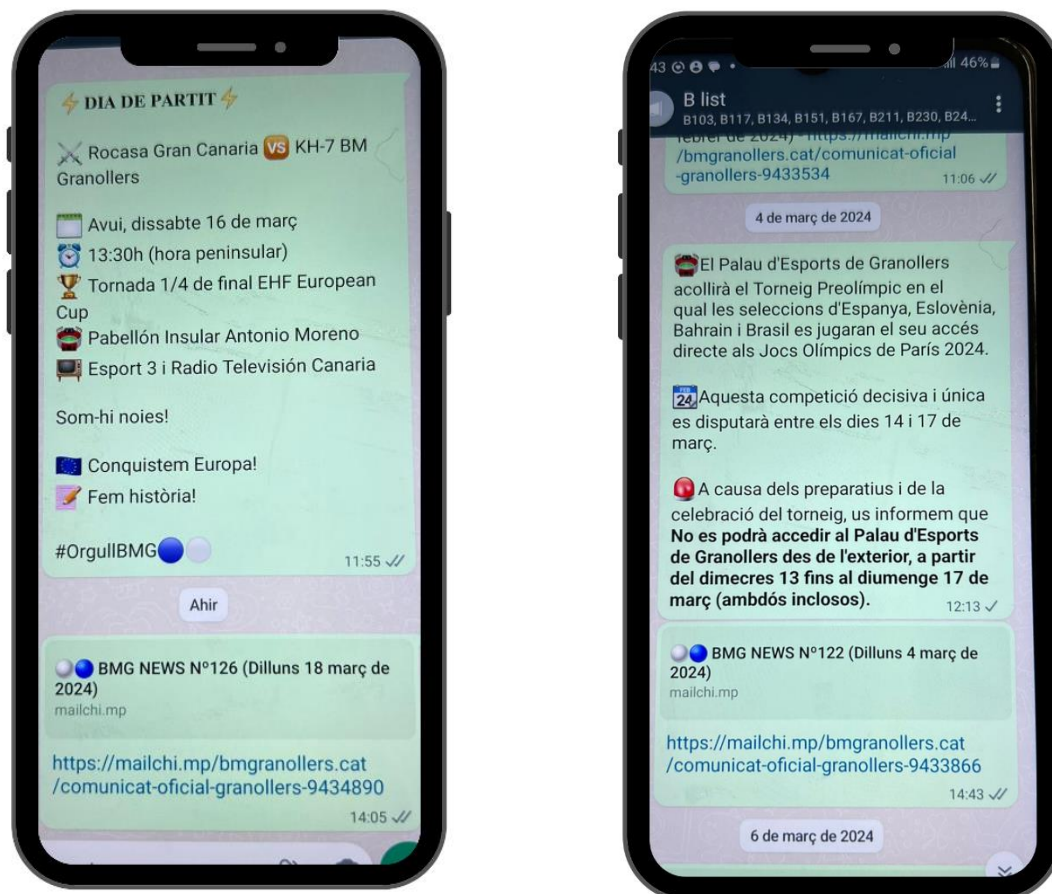 ⚡ DIA DE PARTIT ⚡
⚔️ Rocasa Gran Canaria 🆚 KH-7 BM
Granollers
🗓️ Avui, dissabte 16 de març
⏰ 13:30h (hora peninsular)
🏆 Tornada 1/4 de final EHF European
Cup
🏟️ Pabellón Insular Antonio Moreno
📺 Esport 3 i Radio Televisión Canaria
Som-hi noies!
🇪🇺 Conquistem Europa!
📝 Fem història!
#OrgullBMG🔵⚪
11:55
Ahir
⚪🔵 BMG NEWS Nº126 (Dilluns 18 març de
2024)
mailchi.mp
https://mailchi.mp/bmgranollers.cat
/comunicat-oficial-granollers-9434890
14:05
43 46%
B list
B103, B117, B134, B151, B167, B211, B230, B24...
febrer de 2024) - https://mailchi.mp
/bmgranollers.cat/comunicat-oficial
-granollers-9433534
11:06
4 de març de 2024
🏟️El Palau d'Esports de Granollers
acollirà el Torneig Preolímpic en el
qual les seleccions d'Espanya, Eslovènia,
Bahrain i Brasil es jugaran el seu accés
directe als Jocs Olímpics de París 2024.
📆Aquesta competició decisiva i única
es disputarà entre els dies 14 i 17 de
març.
🚨A causa dels preparatius i de la
celebració del torneig, us informem que
No es podrà accedir al Palau d'Esports
de Granollers des de l'exterior, a partir
del dimecres 13 fins al diumenge 17 de
març (ambdós inclosos).
12:13
⚪🔵 BMG NEWS Nº122 (Dilluns 4 març de
2024)
mailchi.mp
https://mailchi.mp/bmgranollers.cat
/comunicat-oficial-granollers-9433866
14:43
6 de març de 2024